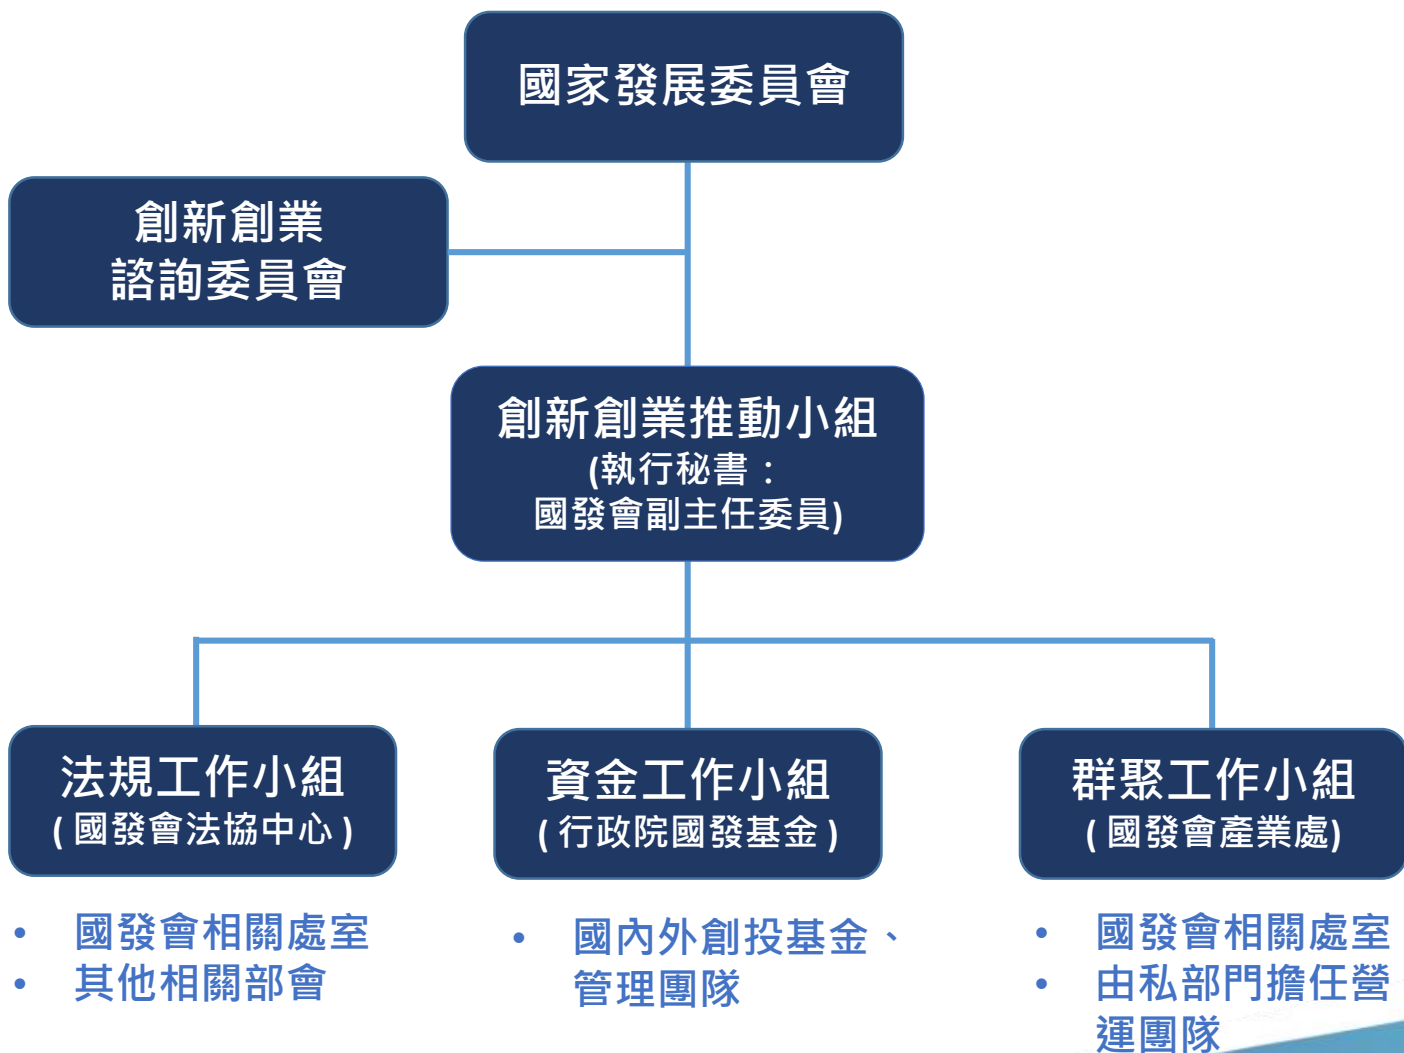 國家發展委員會
創新創業
諮詢委員會
創新創業推動小組
(執行秘書：
國發會副主任委員)
法規工作小組
( 國發會法協中心 )
資金工作小組
( 行政院國發基金 )
群聚工作小組
( 國發會產業處)
• 國發會相關處室
• 其他相關部會
• 國內外創投基金、
管理團隊
• 國發會相關處室
• 由私部門擔任營
運團隊